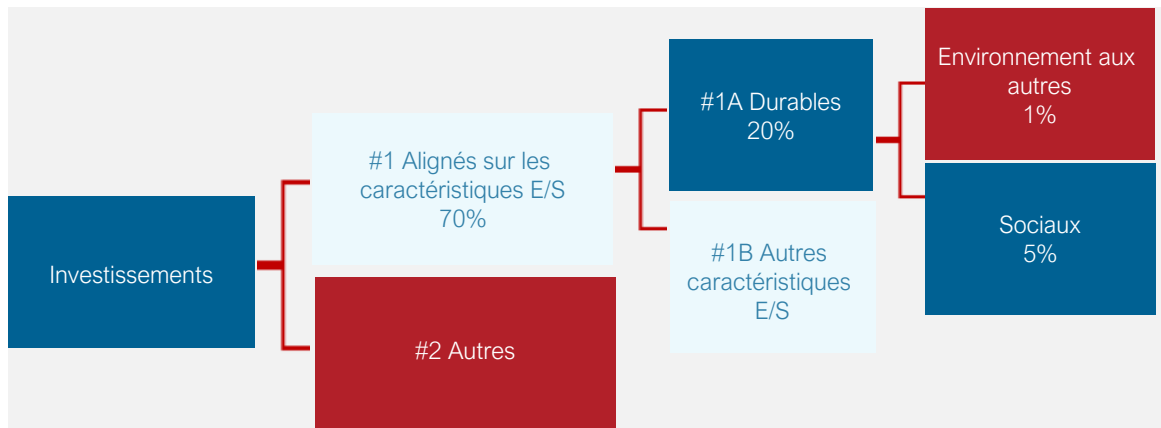 Investissements
#1 Alignés sur les
caractéristiques E/S
70%
#2 Autres
#1A Durables
20%
#1B Autres
caractéristiques
E/S
Environnement aux
autres
1%
Sociaux
5%